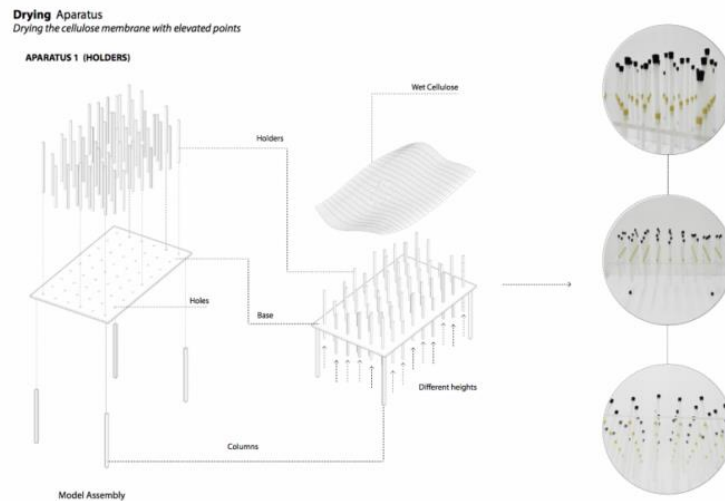 Drying Aparatus
Drying the cellulose membrane with elevated points
APARATUS 1 (HOLDERS)
Wet Cellulose
Holders
Holes
Base
Different heights
Columns
Model Assembly